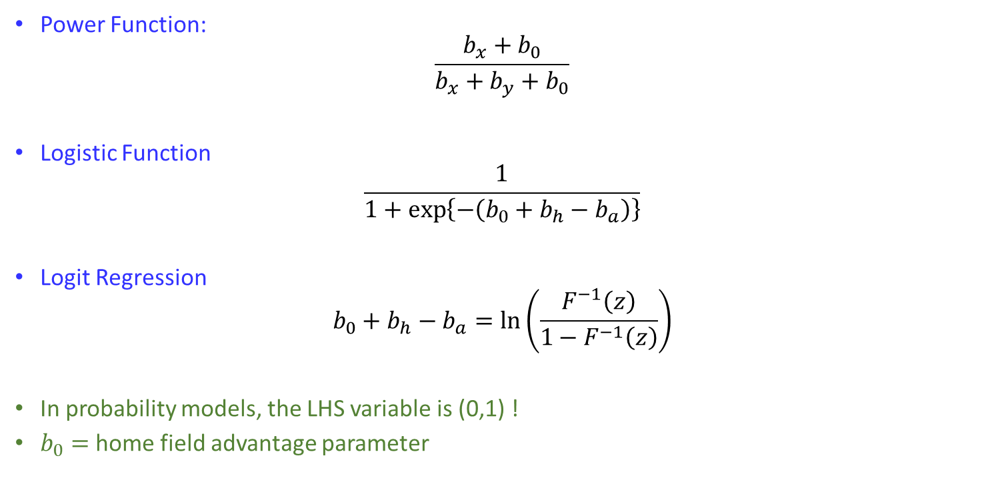 • Power Function:
$$\frac{b_x + b_0}{b_x + b_y + b_0}$$
• Logistic Function
$$\frac{1}{1 + \exp\{-(b_0 + b_h - b_a)\}}$$
• Logit Regression
$$b_0 + b_h - b_a = \ln\left(\frac{F^{-1}(z)}{1 - F^{-1}(z)}\right)$$
• In probability models, the LHS variable is (0,1) !
• $b_0$ = home field advantage parameter